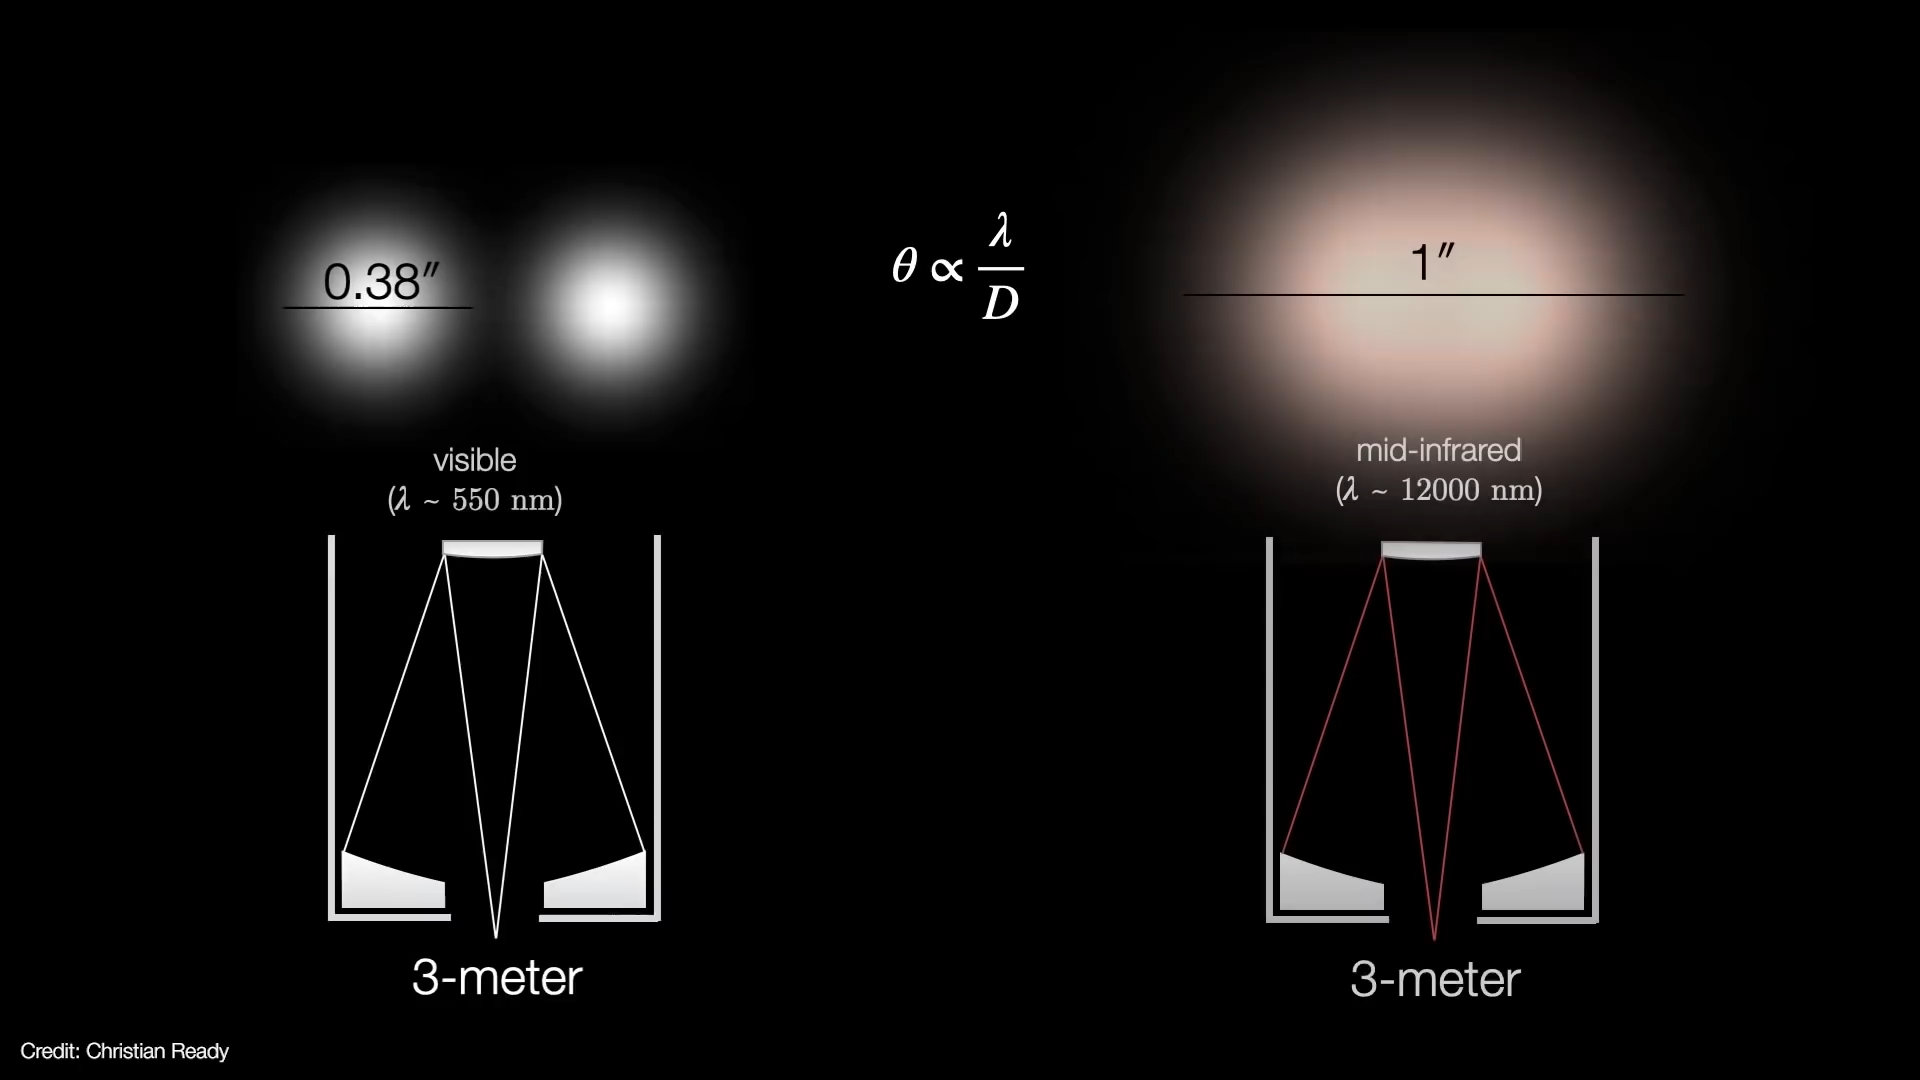 0.38″
θ ∝ λ/D
1″
visible
(λ ~ 550 nm)
mid-infrared
(λ ~ 12000 nm)
3-meter
3-meter
Credit: Christian Ready